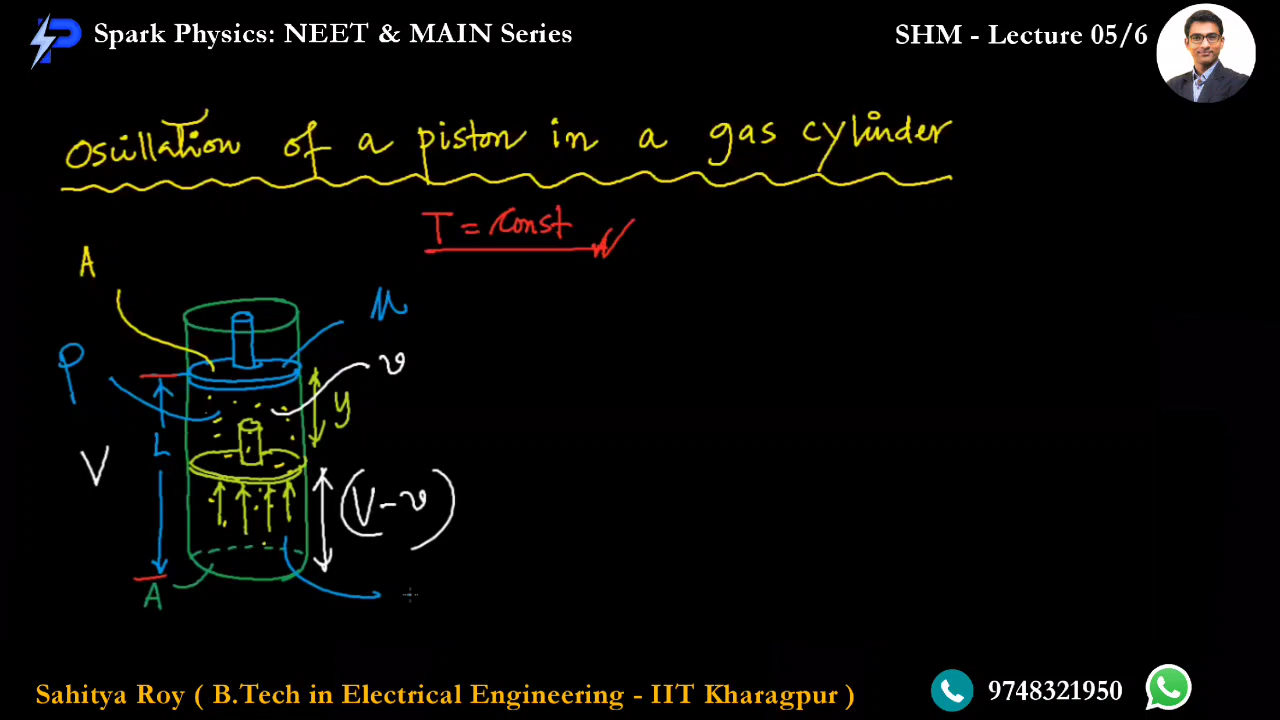 Spark Physics: NEET & MAIN Series
SHM - Lecture 05/6
Oscillation of a piston in a gas cylinder
T = Const
A
M
P
v
y
L
V
(V-v)
A
Sahitya Roy ( B.Tech in Electrical Engineering - IIT Kharagpur )
9748321950